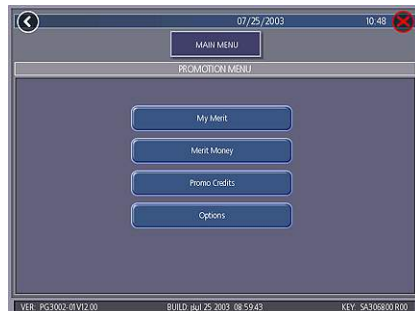 07/25/2003 10:48
MAIN MENU
PROMOTION MENU
My Merit
Merit Money
Promo Credits
Options
VER: PG3002-01V12.00 BUILD: Jul 25 2003 08:59:43 KEY: SA306800 R00